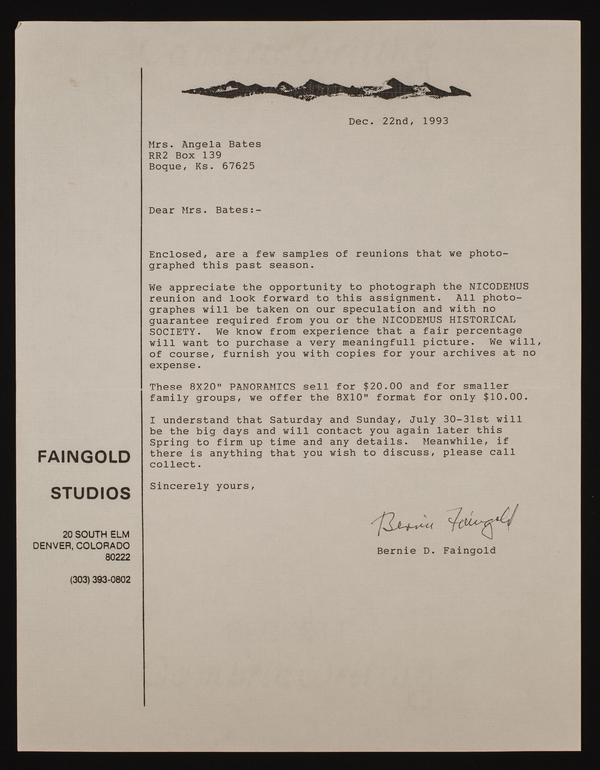 Dec. 22nd, 1993
Mrs. Angela Bates
RR2 Box 139
Boque, Ks. 67625
Dear Mrs. Bates:-
Enclosed, are a few samples of reunions that we photo-
graphed this past season.
We appreciate the opportunity to photograph the NICODEMUS
reunion and look forward to this assignment. All photo-
graphes will be taken on our speculation and with no
guarantee required from you or the NICODEMUS HISTORICAL
SOCIETY. We know from experience that a fair percentage
will want to purchase a very meaningfull picture. We will,
of course, furnish you with copies for your archives at no
expense.
These 8X20" PANORAMICS sell for $20.00 and for smaller
family groups, we offer the 8X10" format for only $10.00.
I understand that Saturday and Sunday, July 30-31st will
be the big days and will contact you again later this
Spring to firm up time and any details. Meanwhile, if
there is anything that you wish to discuss, please call
collect.
Sincerely yours,
Bernie Faingold
Bernie D. Faingold
FAINGOLD
STUDIOS
20 SOUTH ELM
DENVER, COLORADO
80222
(303) 393-0802